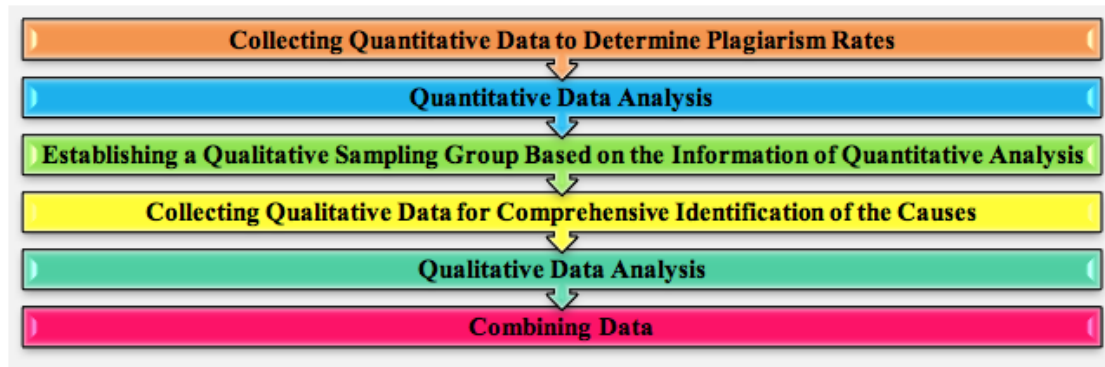 Collecting Quantitative Data to Determine Plagiarism Rates
Quantitative Data Analysis
Establishing a Qualitative Sampling Group Based on the Information of Quantitative Analysis
Collecting Qualitative Data for Comprehensive Identification of the Causes
Qualitative Data Analysis
Combining Data